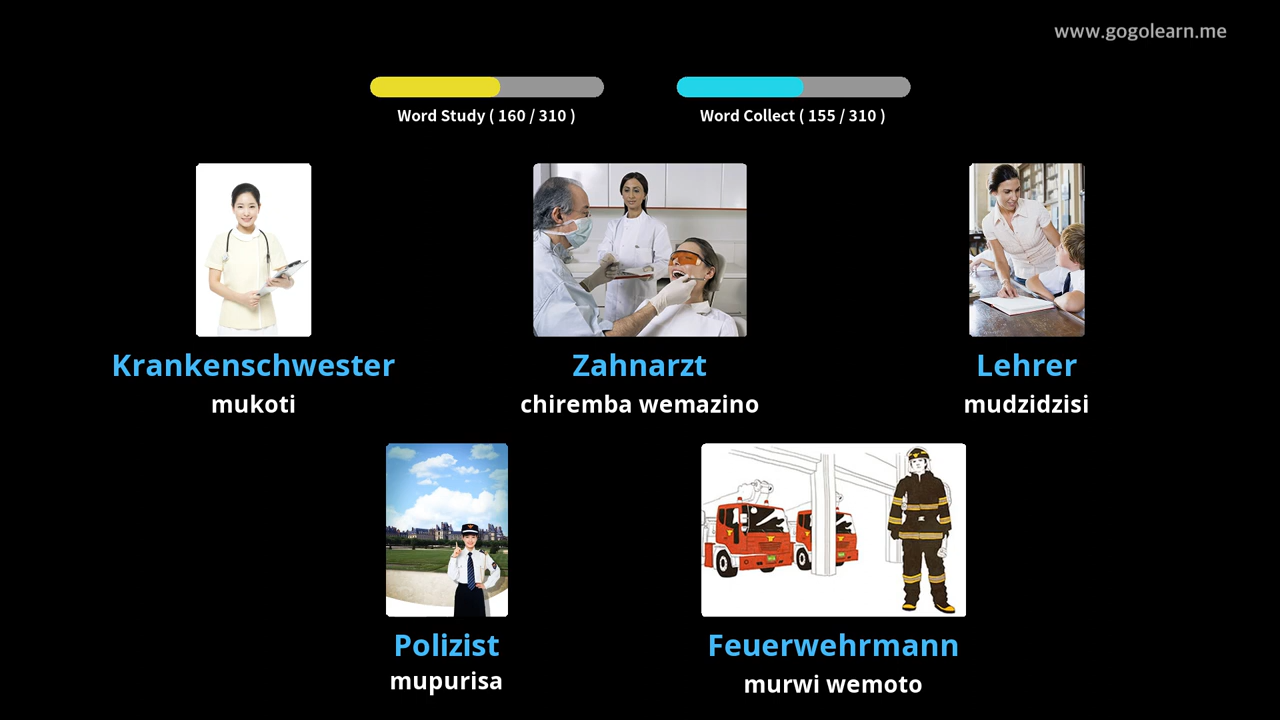 www.gogolearn.me
Word Study ( 160 / 310 )
Word Collect ( 155 / 310 )
Krankenschwester
mukoti
Zahnarzt
chiremba wemazino
Lehrer
mudzidzisi
Polizist
mupurisa
Feuerwehrmann
murwi wemoto